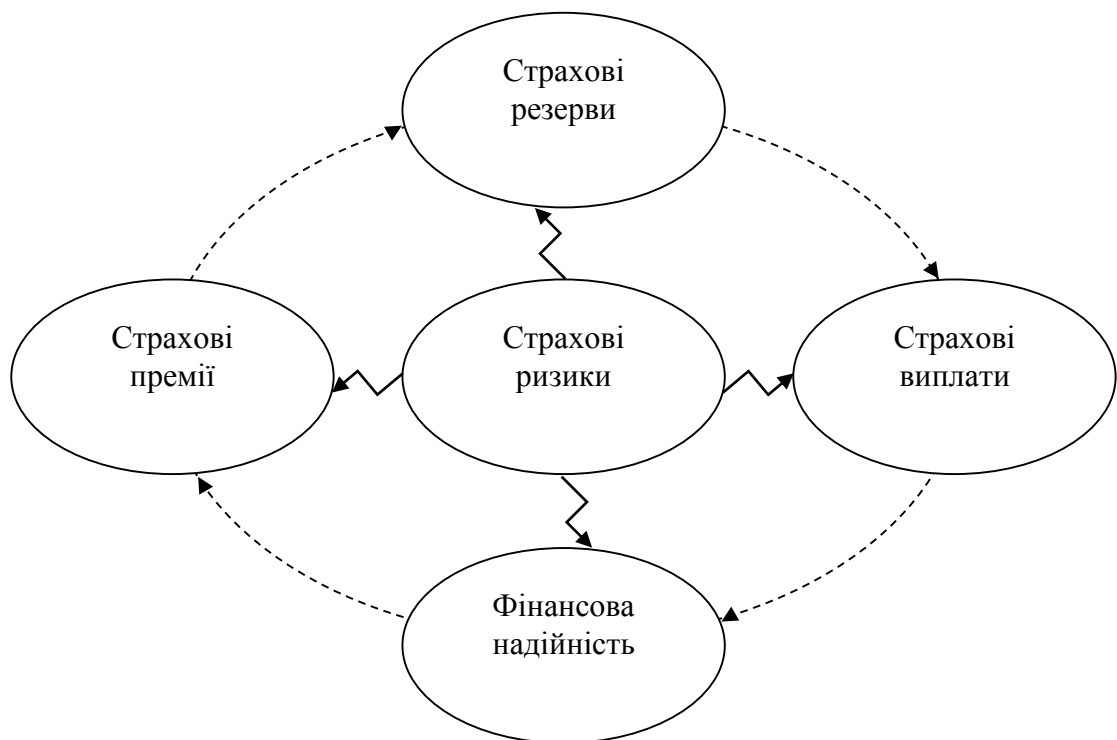 Страхові
резерви
Страхові
премії
Страхові
ризики
Страхові
виплати
Фінансова
надійність